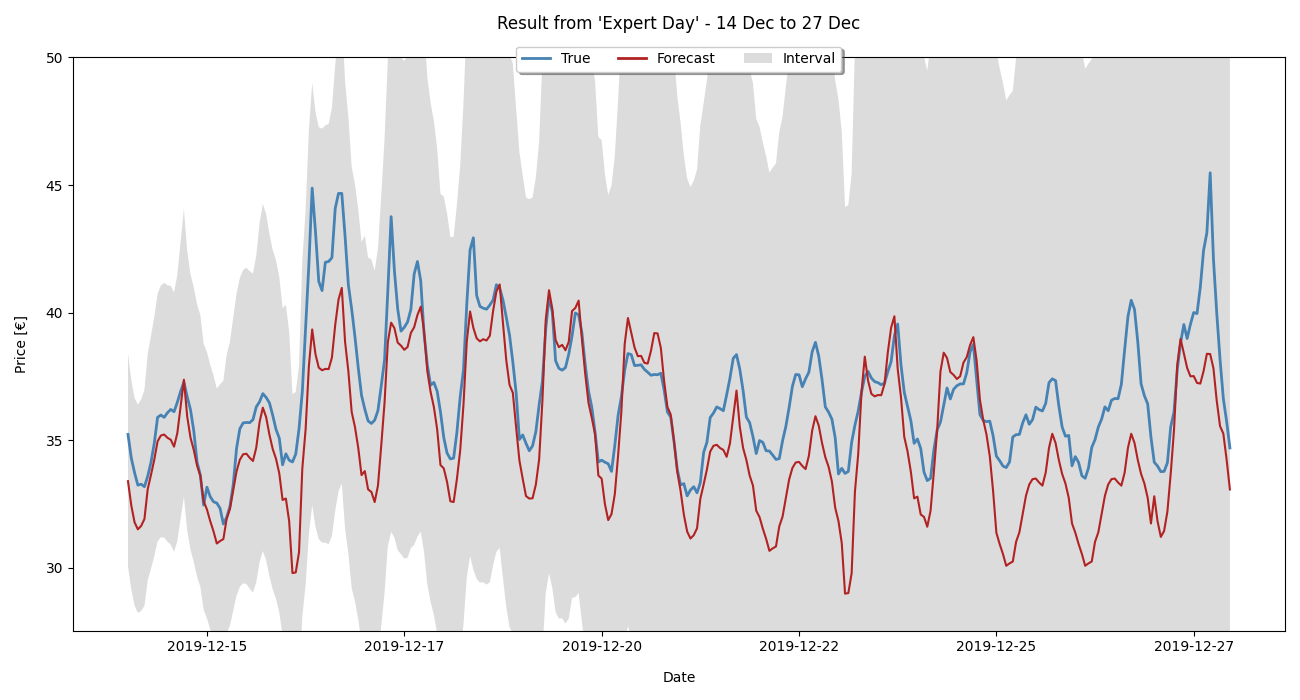 Result from 'Expert Day' - 14 Dec to 27 Dec
True Forecast Interval
50
45
40
35
30
Price [€]
2019-12-15 2019-12-17 2019-12-20 2019-12-22 2019-12-25 2019-12-27
Date